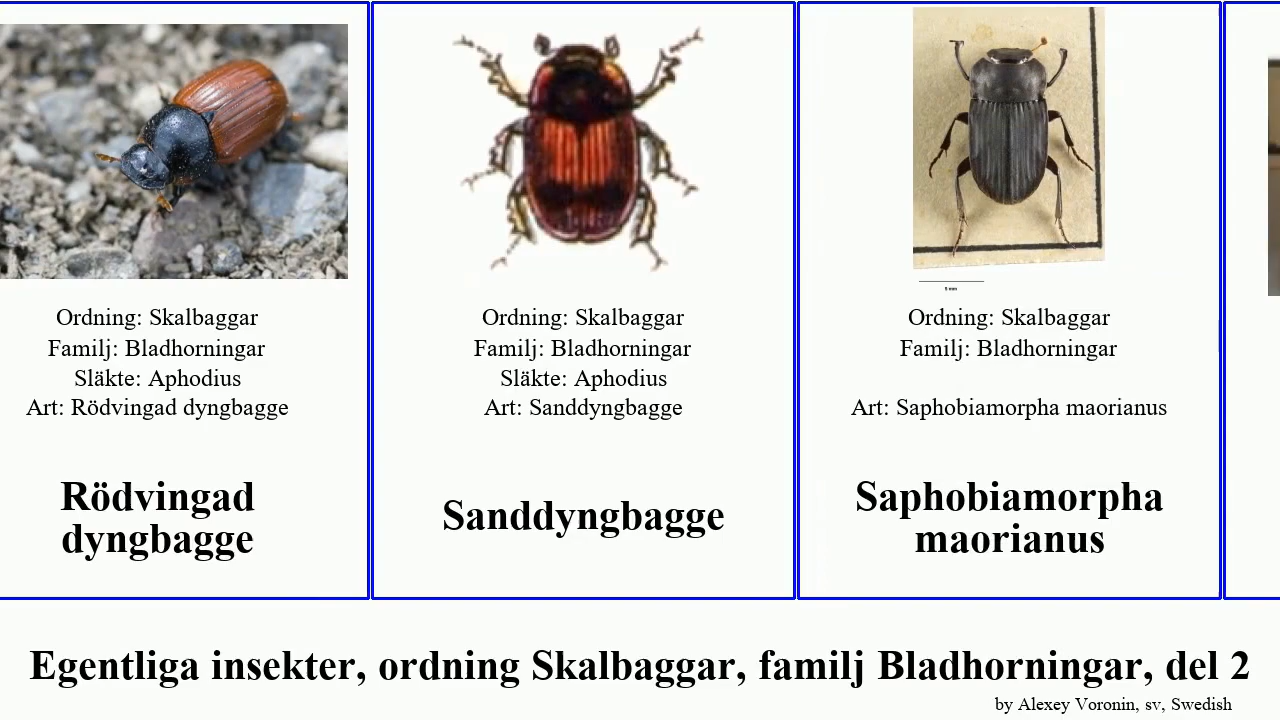 Ordning: Skalbaggar
Familj: Bladhorningar
Släkte: Aphodius
Art: Rödvingad dyngbagge
Rödvingad
dyngbagge
Ordning: Skalbaggar
Familj: Bladhorningar
Släkte: Aphodius
Art: Sanddyngbagge
Sanddyngbagge
5 mm
Ordning: Skalbaggar
Familj: Bladhorningar
Art: Saphobiamorpha maorianus
Saphobiamorpha
maorianus
Egentliga insekter, ordning Skalbaggar, familj Bladhorningar, del 2
by Alexey Voronin, sv, Swedish